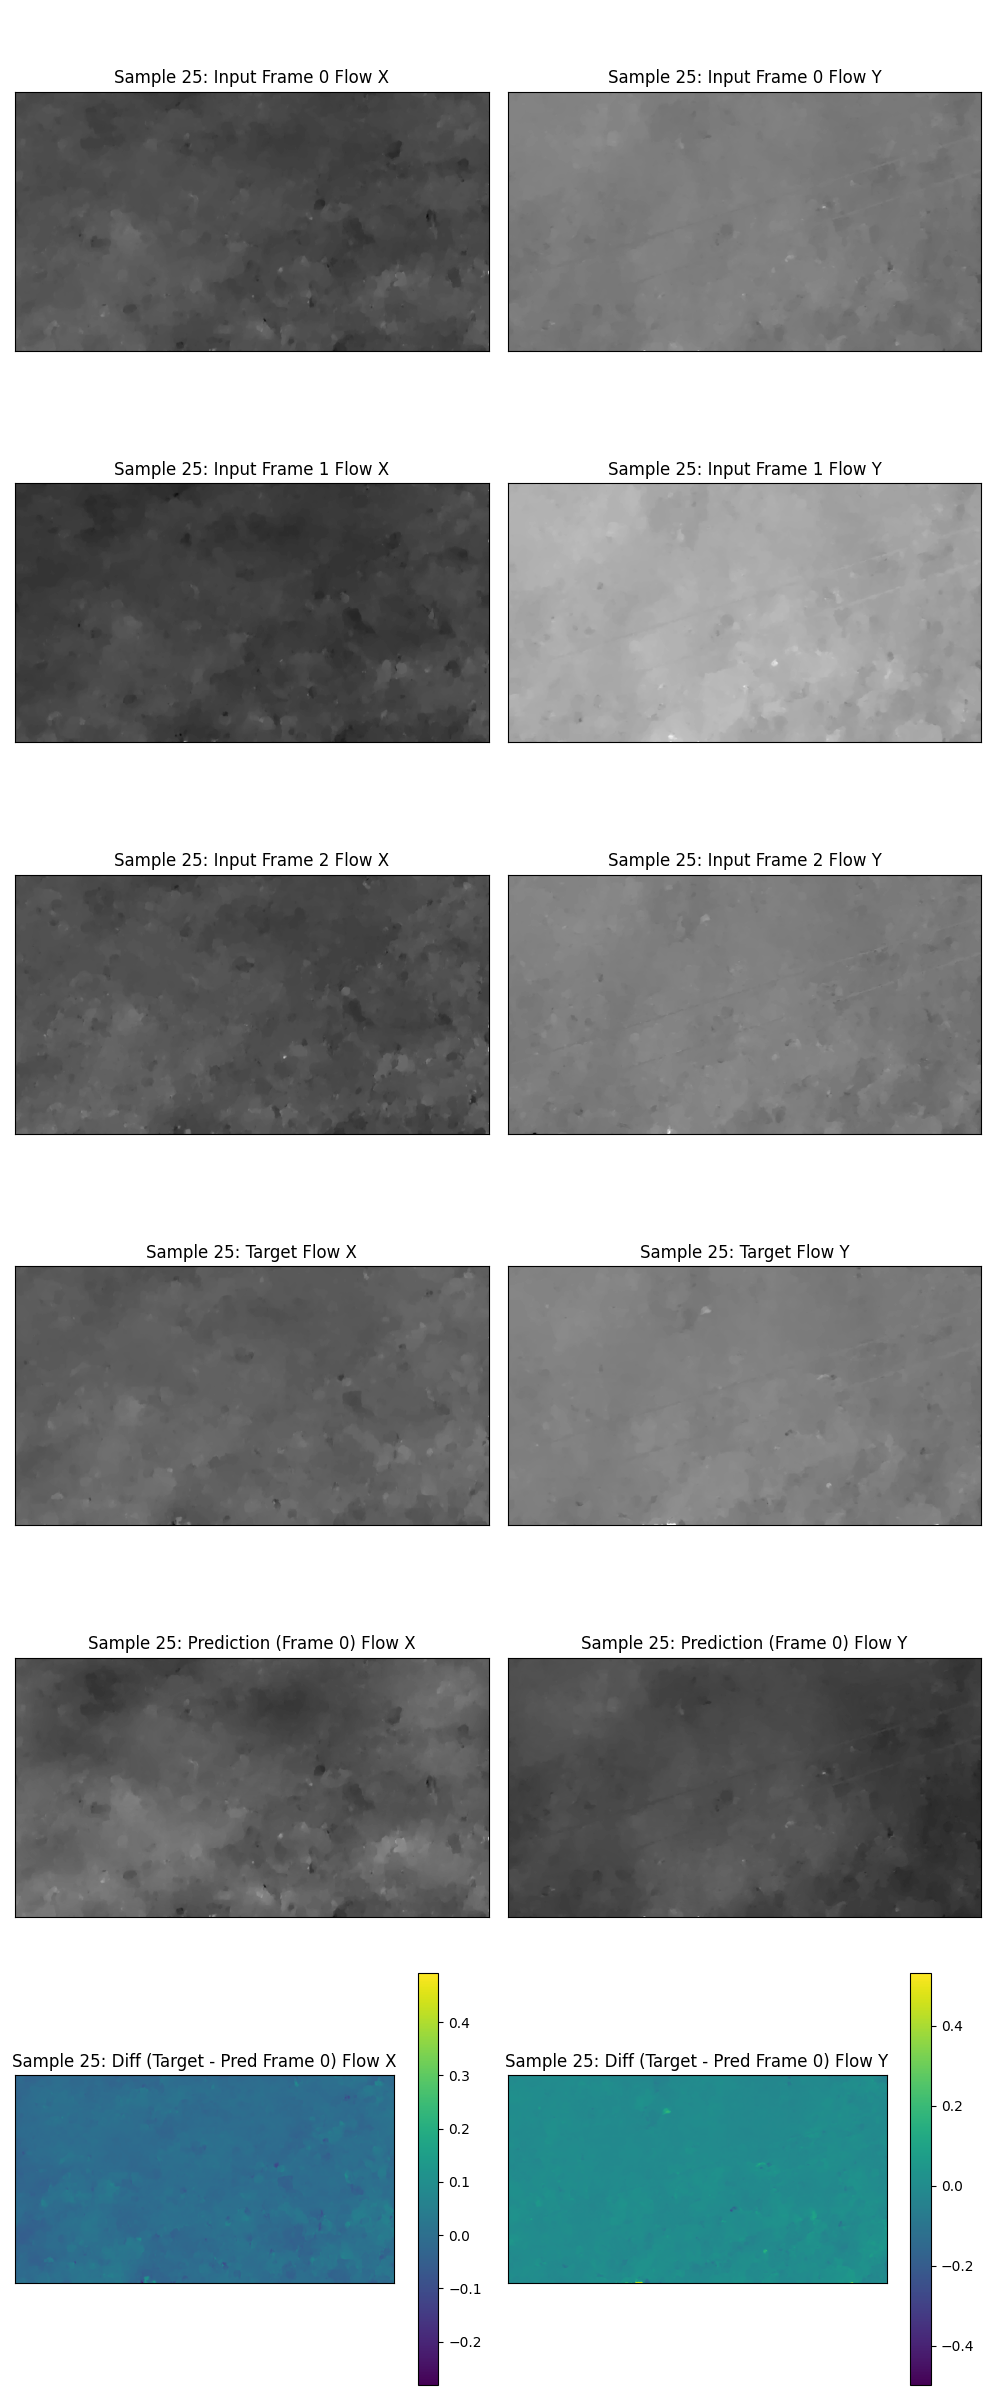 Sample 25: Input Frame 0 Flow X
Sample 25: Input Frame 0 Flow Y
Sample 25: Input Frame 1 Flow X
Sample 25: Input Frame 1 Flow Y
Sample 25: Input Frame 2 Flow X
Sample 25: Input Frame 2 Flow Y
Sample 25: Target Flow X
Sample 25: Target Flow Y
Sample 25: Prediction (Frame 0) Flow X
Sample 25: Prediction (Frame 0) Flow Y
Sample 25: Diff (Target - Pred Frame 0) Flow X
0.4
0.3
0.2
0.1
0.0
−0.1
−0.2
Sample 25: Diff (Target - Pred Frame 0) Flow Y
0.4
0.2
0.0
−0.2
−0.4